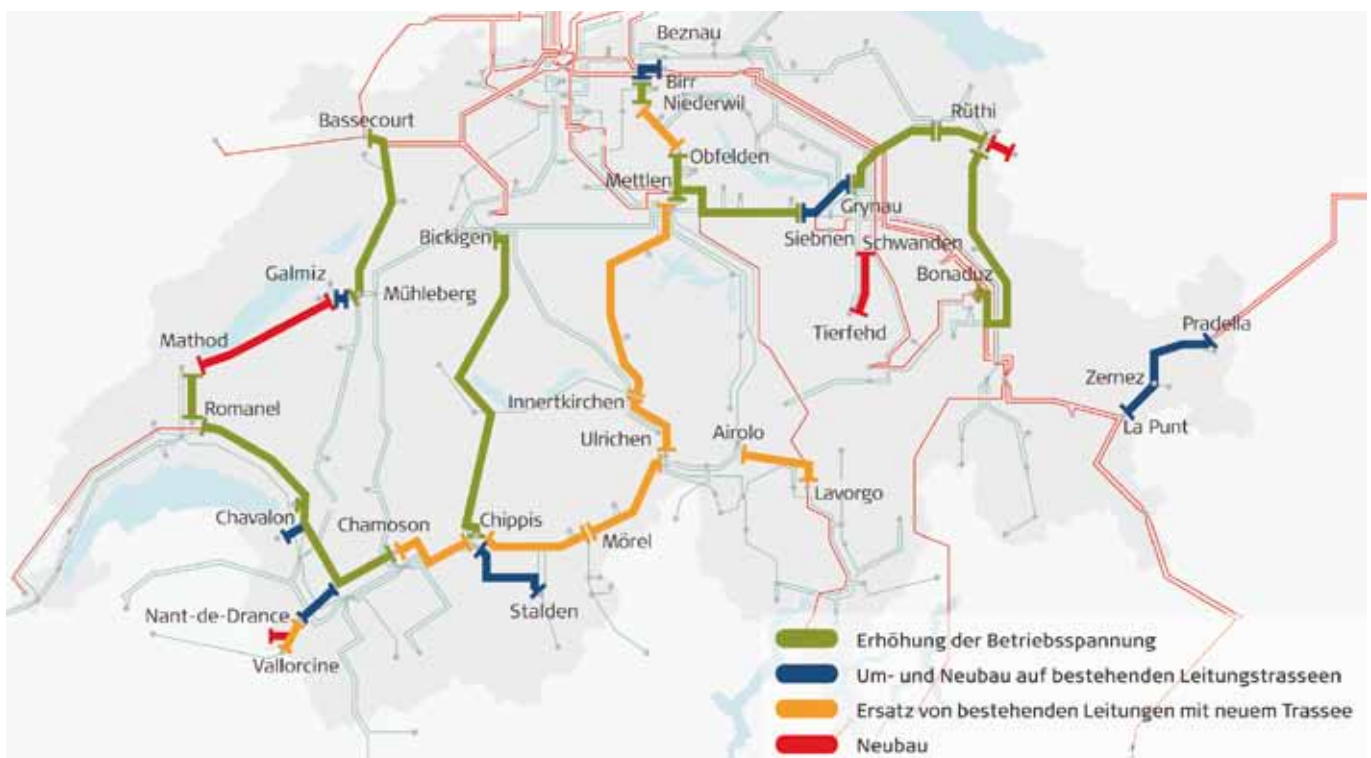 Beznau
Birr
Niederwil
Rüthi
Bassecourt
Obfelden
Mettlen
Grynau
Siebnen
Schwanden
Bickigen
Bonaduz
Galmiz
Mühleberg
Tierfehd
Pradella
Mathod
Zernez
Innertkirchen
Romanel
La Punt
Ulrichen
Airolo
Lavorgo
Chavalon
Chamoson
Chippis
Mörel
Stalden
Nant-de-Drance
Vallorcine
Erhöhung der Betriebsspannung
Um- und Neubau auf bestehenden Leitungstrasseen
Ersatz von bestehenden Leitungen mit neuem Trassee
Neubau